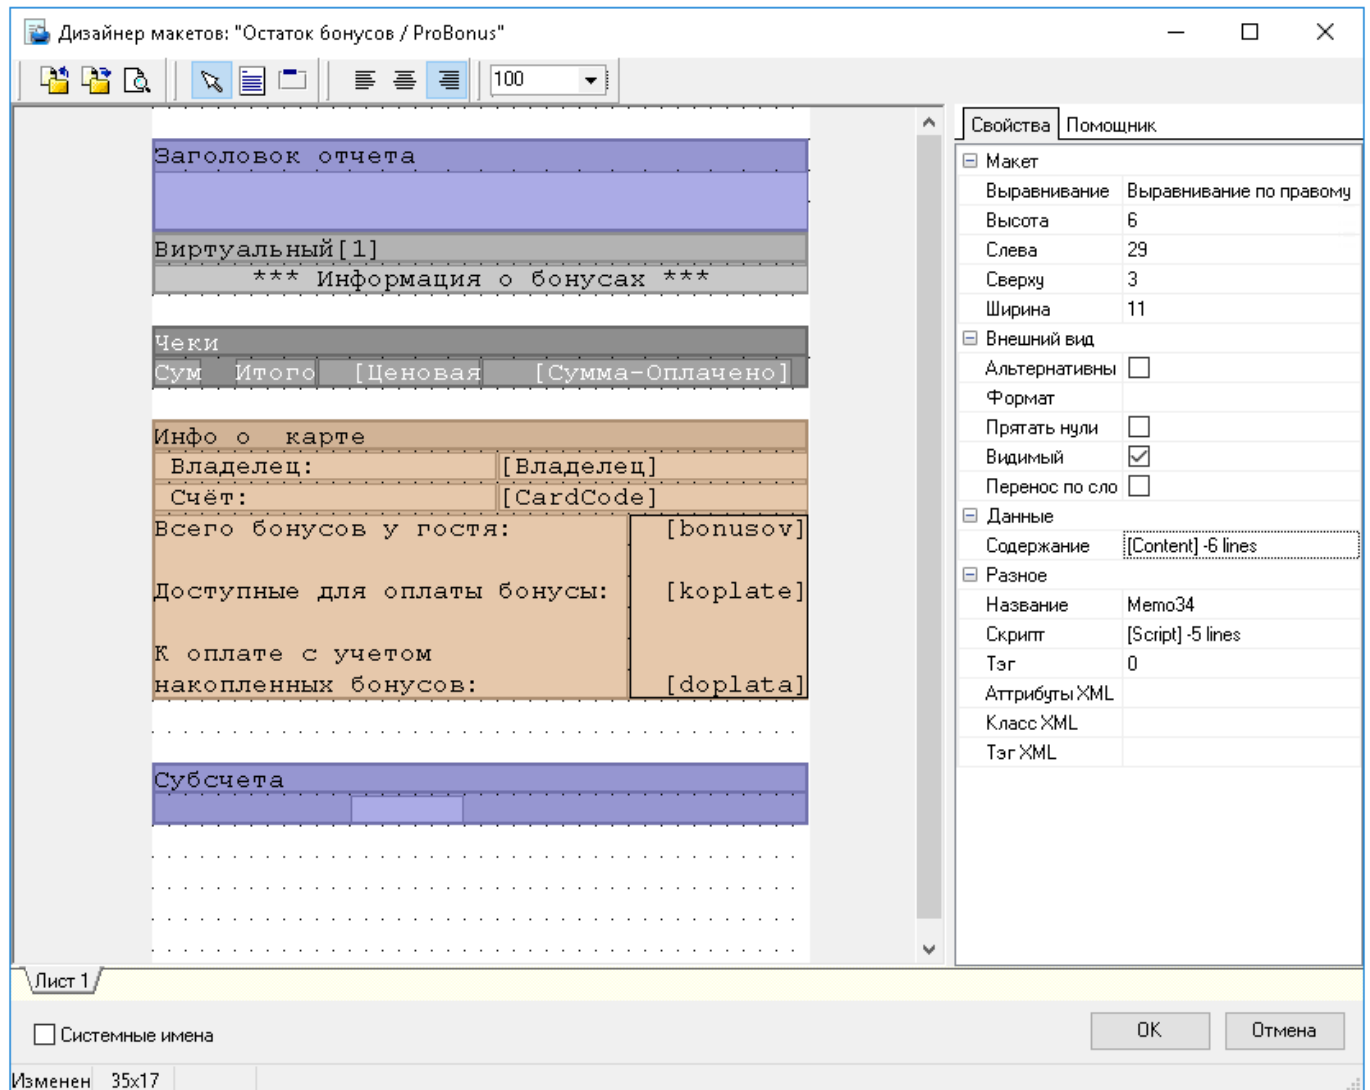 Дизайнер макетов: "Остаток бонусов / ProBonus"
100
Заголовок отчета
Виртуальный[1]
*** Информация о бонусах ***
Чеки
Сум Итого [Ценовая [Сумма-Оплачено]
Инфо о карте
Владелец: [Владелец]
Счёт: [CardCode]
Всего бонусов у гостя: [bonusov]
Доступные для оплаты бонусы: [koplate]
К оплате с учетом
накопленных бонусов: [doplata]
Субсчета
Свойства Помощник
Макет
Выравнивание Выравнивание по правому
Высота 6
Слева 29
Сверху 3
Ширина 11
Внешний вид
Альтернативны
Формат
Прятать нули
Видимый
Перенос по сло
Данные
Содержание [Content] -6 lines
Разное
Название Memo34
Скрипт [Script] -5 lines
Тэг 0
Аттрибуты XML
Класс XML
Тэг XML
Лист 1
Системные имена
OK Отмена
Изменен 35x17